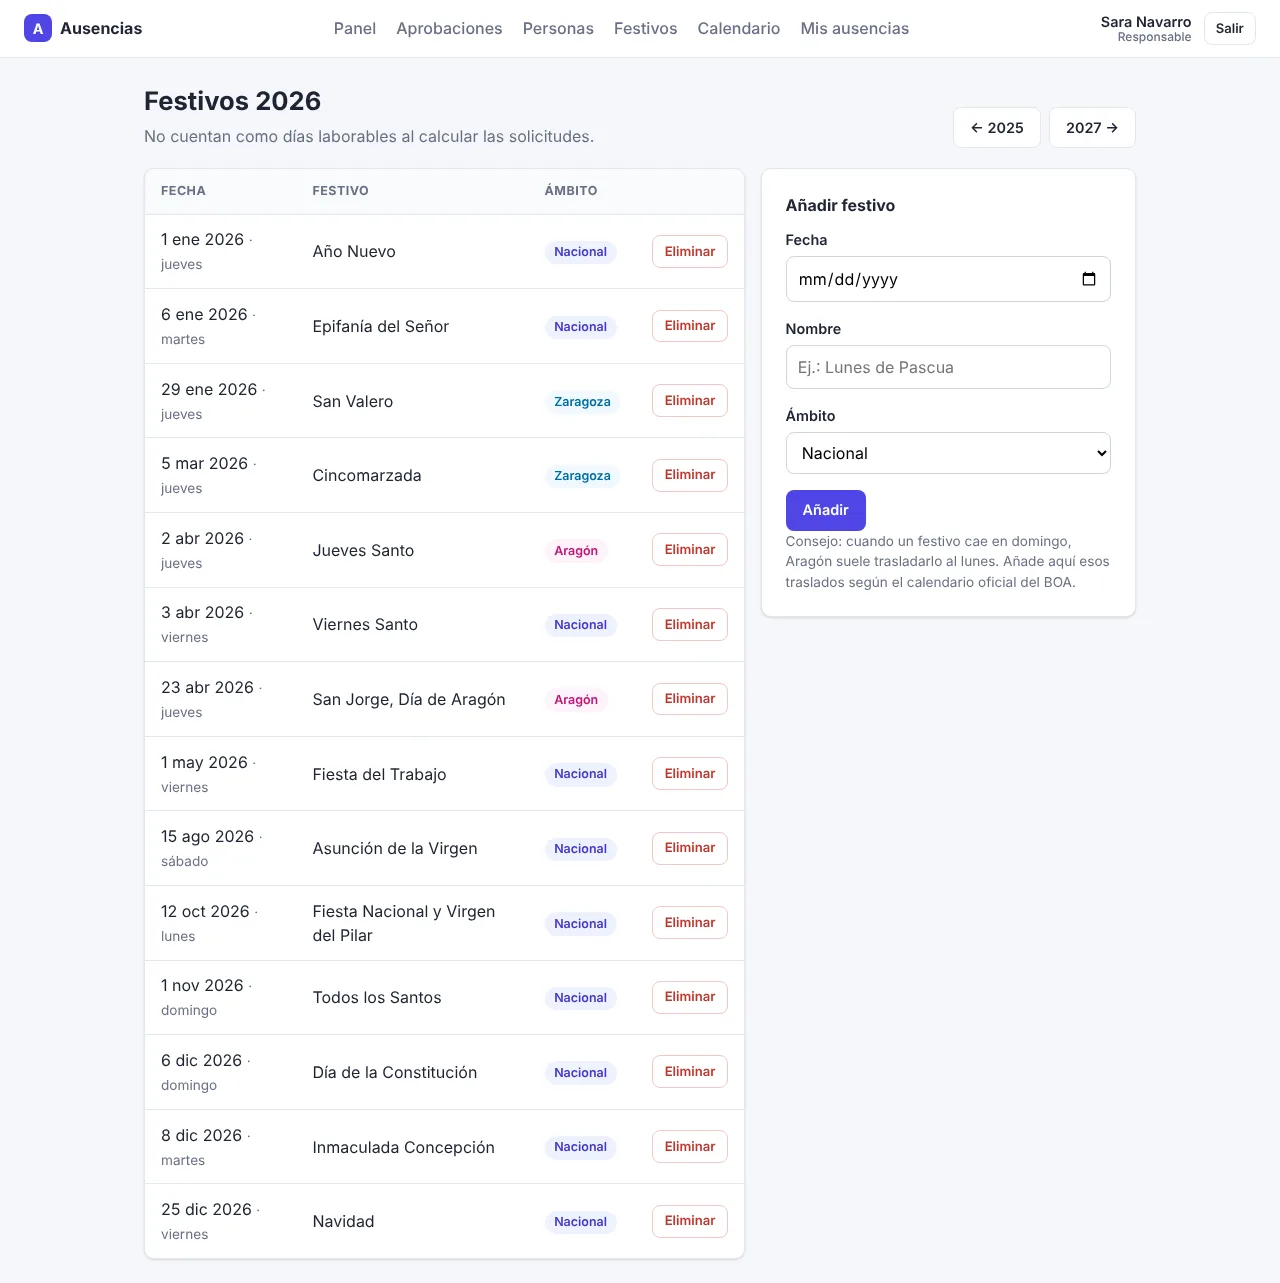 A Ausencias
Panel Aprobaciones Personas Festivos Calendario Mis ausencias
Sara Navarro
Responsable
Salir
Festivos 2026
No cuentan como días laborables al calcular las solicitudes.
← 2025
2027 →
FECHA FESTIVO ÁMBITO
1 ene 2026 ·
jueves
Año Nuevo
Nacional
Eliminar
6 ene 2026 ·
martes
Epifanía del Señor
Nacional
Eliminar
29 ene 2026 ·
jueves
San Valero
Zaragoza
Eliminar
5 mar 2026 ·
jueves
Cincomarzada
Zaragoza
Eliminar
2 abr 2026 ·
jueves
Jueves Santo
Aragón
Eliminar
3 abr 2026 ·
viernes
Viernes Santo
Nacional
Eliminar
23 abr 2026 ·
jueves
San Jorge, Día de Aragón
Aragón
Eliminar
1 may 2026 ·
viernes
Fiesta del Trabajo
Nacional
Eliminar
15 ago 2026 ·
sábado
Asunción de la Virgen
Nacional
Eliminar
12 oct 2026 ·
lunes
Fiesta Nacional y Virgen
del Pilar
Nacional
Eliminar
1 nov 2026 ·
domingo
Todos los Santos
Nacional
Eliminar
6 dic 2026 ·
domingo
Día de la Constitución
Nacional
Eliminar
8 dic 2026 ·
martes
Inmaculada Concepción
Nacional
Eliminar
25 dic 2026 ·
viernes
Navidad
Nacional
Eliminar
Añadir festivo
Fecha
mm/dd/yyyy
Nombre
Ej.: Lunes de Pascua
Ámbito
Nacional
Añadir
Consejo: cuando un festivo cae en domingo,
Aragón suele trasladarlo al lunes. Añade aquí esos
traslados según el calendario oficial del BOA.